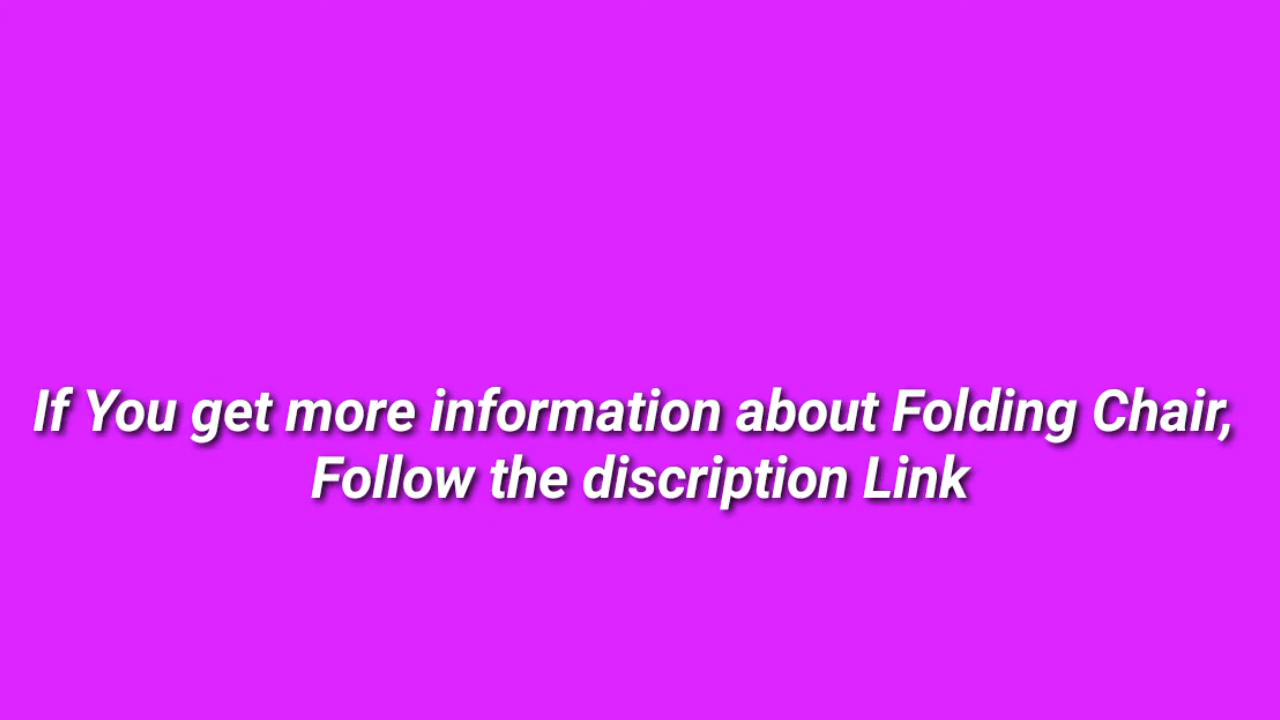 If You get more information about Folding Chair,
Follow the discription Link